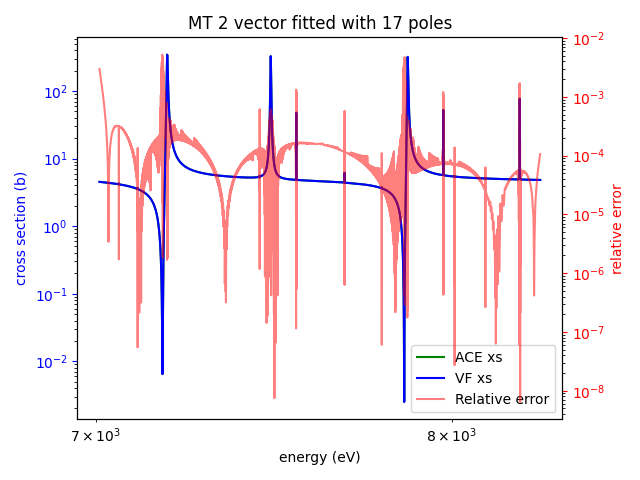 MT 2 vector fitted with 17 poles
cross section (b)
10²
10¹
10⁰
10⁻¹
10⁻²
10⁻²
10⁻³
10⁻⁴
10⁻⁵
10⁻⁶
10⁻⁷
10⁻⁸
relative error
ACE xs
VF xs
Relative error
7 × 10³
8 × 10³
energy (eV)